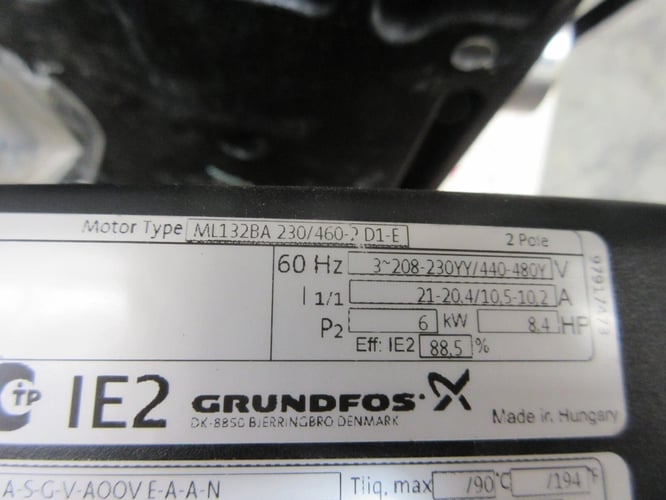 Motor Type ML132BA 230/460-2 D1-E 2 Pole
60 Hz 3~208-230YY/440-480Y V
I 1/1 21-20,4/10,5-10,2 A
P2 6 kW 8.4 HP
Eff: IE2 88,5 %
97917473
TP IE2 GRUNDFOS Made in Hungary
DK-8850 BJERRINGBRO DENMARK
A-S-G-V-AOOV E-A-A-N Tliq. max /90 °C /194 °F